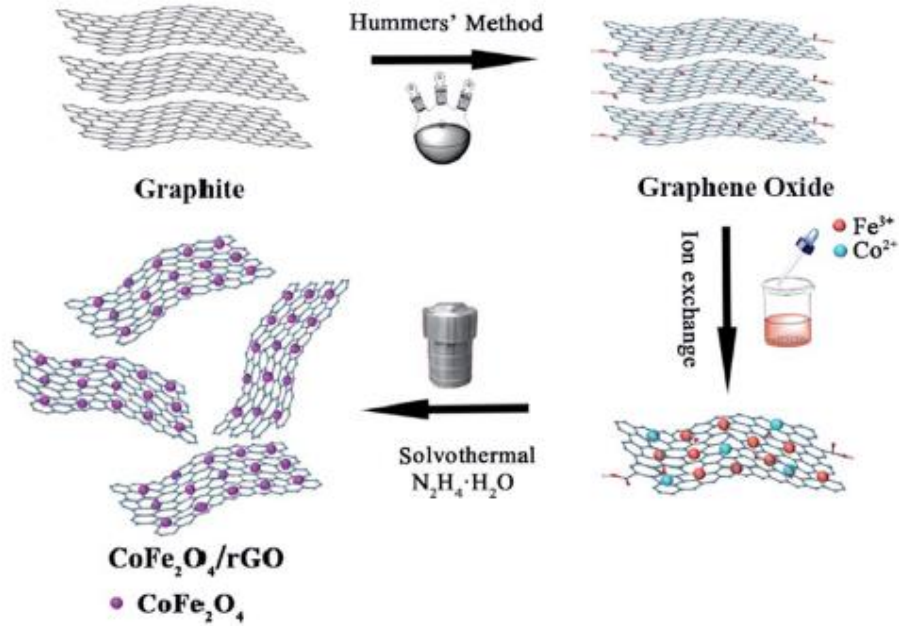 Hummers' Method
Graphite
Graphene Oxide
Fe³⁺
Co²⁺
Ion exchange
Solvothermal
N₂H₄·H₂O
CoFe₂O₄/rGO
CoFe₂O₄